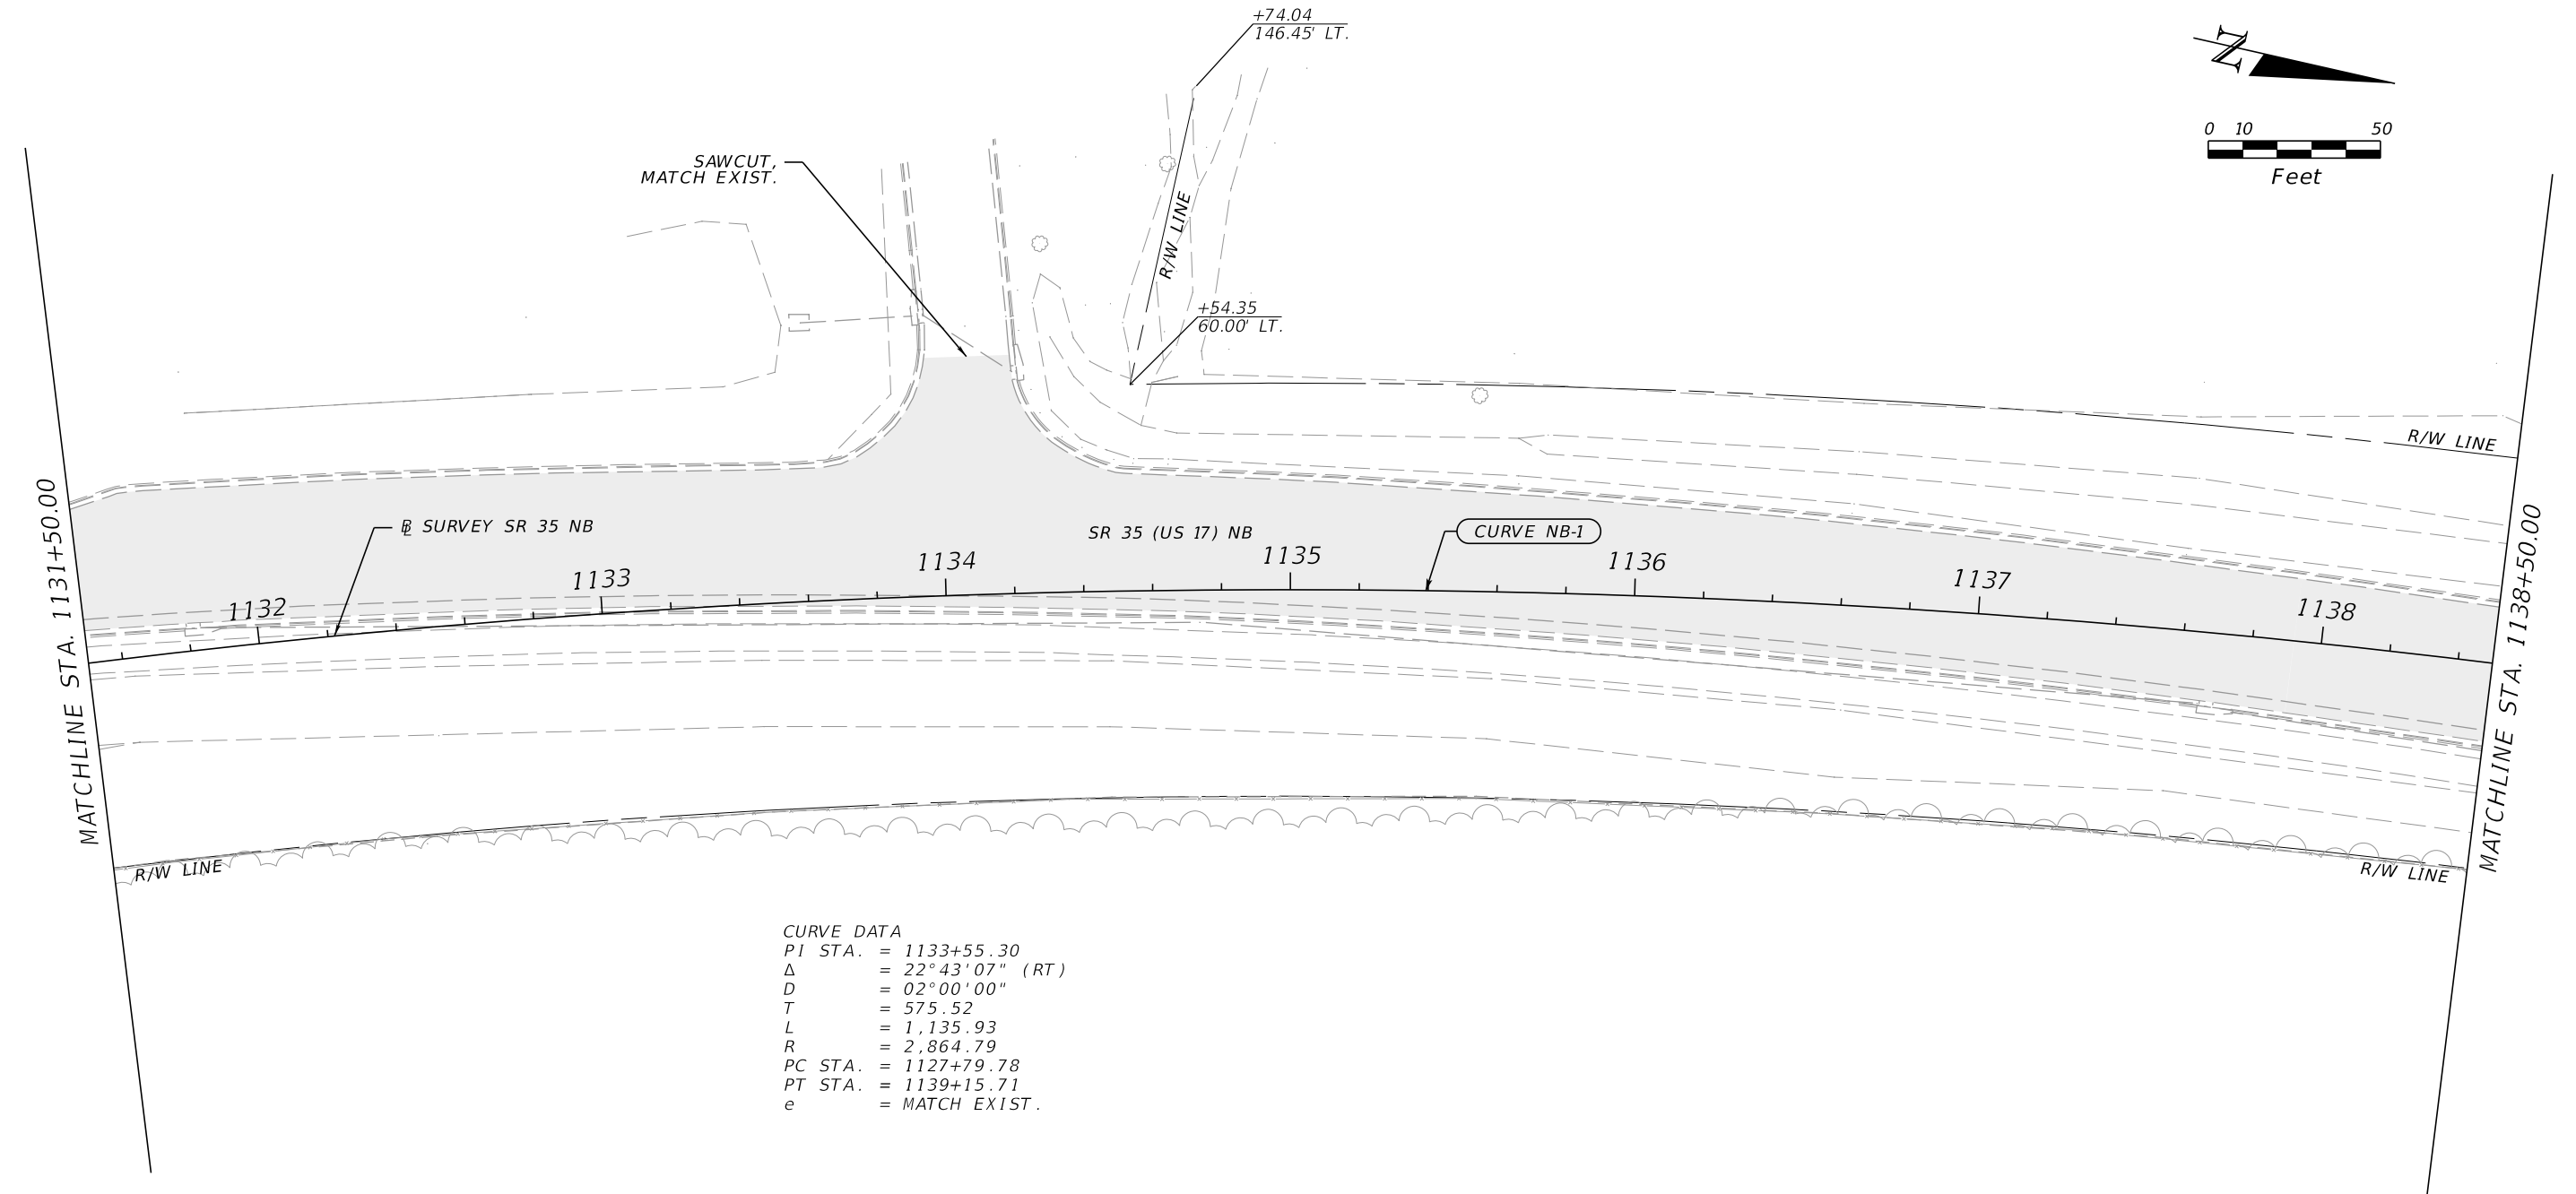 +74.04
146.45' LT.
N
0 10 50
Feet
SAWCUT,
MATCH EXIST.
R/W LINE
+54.35
60.00' LT.
R/W LINE
MATCHLINE STA. 1131+50.00
MATCHLINE STA. 1138+50.00
℄ SURVEY SR 35 NB
SR 35 (US 17) NB
CURVE NB-1
1132
1133
1134
1135
1136
1137
1138
R/W LINE
R/W LINE
CURVE DATA
PI STA. = 1133+55.30
Δ = 22°43'07" (RT)
D = 02°00'00"
T = 575.52
L = 1,135.93
R = 2,864.79
PC STA. = 1127+79.78
PT STA. = 1139+15.71
e = MATCH EXIST.